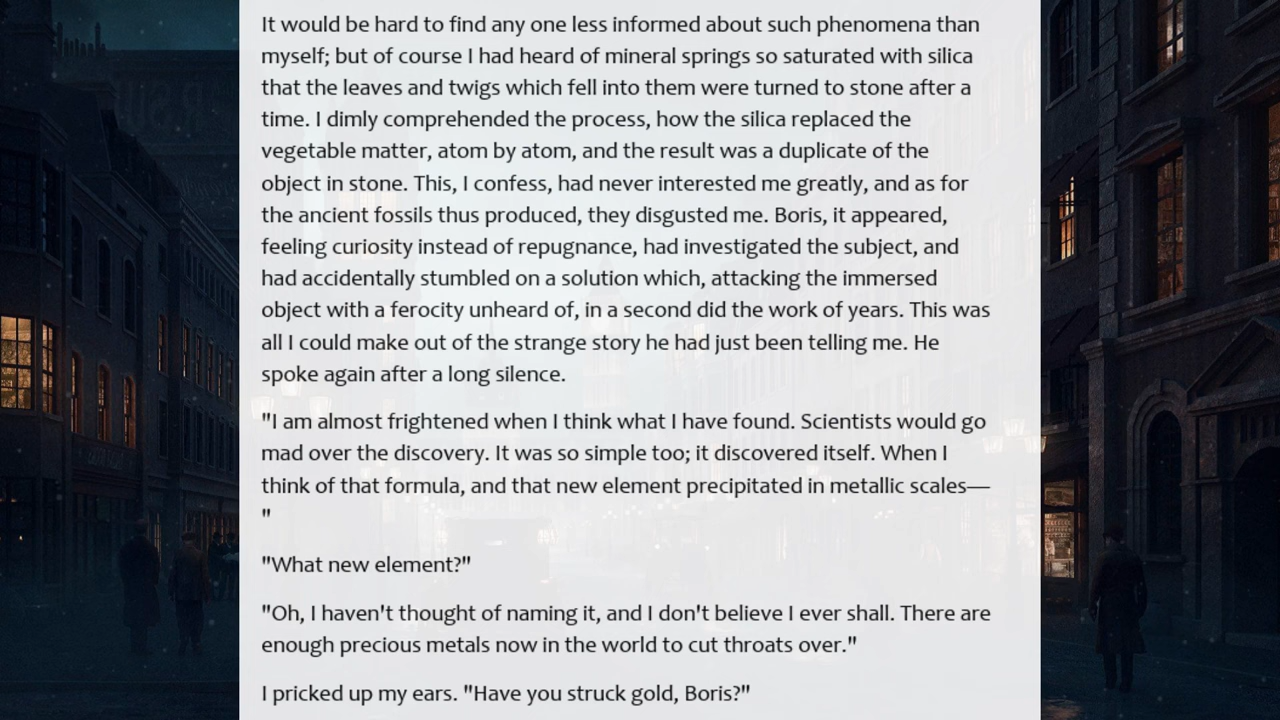 It would be hard to find any one less informed about such phenomena than
myself; but of course I had heard of mineral springs so saturated with silica
that the leaves and twigs which fell into them were turned to stone after a
time. I dimly comprehended the process, how the silica replaced the
vegetable matter, atom by atom, and the result was a duplicate of the
object in stone. This, I confess, had never interested me greatly, and as for
the ancient fossils thus produced, they disgusted me. Boris, it appeared,
feeling curiosity instead of repugnance, had investigated the subject, and
had accidentally stumbled on a solution which, attacking the immersed
object with a ferocity unheard of, in a second did the work of years. This was
all I could make out of the strange story he had just been telling me. He
spoke again after a long silence.
"I am almost frightened when I think what I have found. Scientists would go
mad over the discovery. It was so simple too; it discovered itself. When I
think of that formula, and that new element precipitated in metallic scales—
"
"What new element?"
"Oh, I haven't thought of naming it, and I don't believe I ever shall. There are
enough precious metals now in the world to cut throats over."
I pricked up my ears. "Have you struck gold, Boris?"